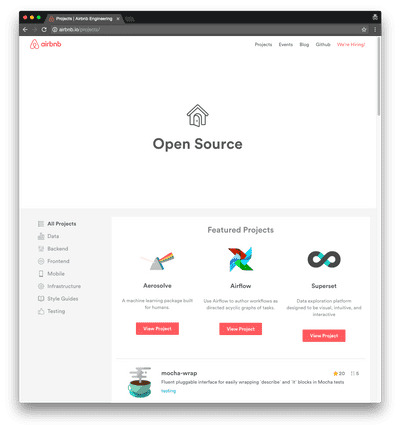 Projects | Airbnb Engineering
airbnb.io/projects/
airbnb
Projects
Events
Blog
Github
We're Hiring!
Open Source
All Projects
Data
Backend
Frontend
Mobile
Infrastructure
Style Guides
Testing
Featured Projects
Aerosolve
A machine learning package built
for humans.
View Project
Airflow
Use Airflow to author workflows as
directed acyclic graphs of tasks.
View Project
Superset
Data exploration platform
designed to be visual, intuitive, and
interactive
View Project
mocha-wrap
20
Fluent pluggable interface for easily wrapping `describe` and `it` blocks in Mocha tests
testing